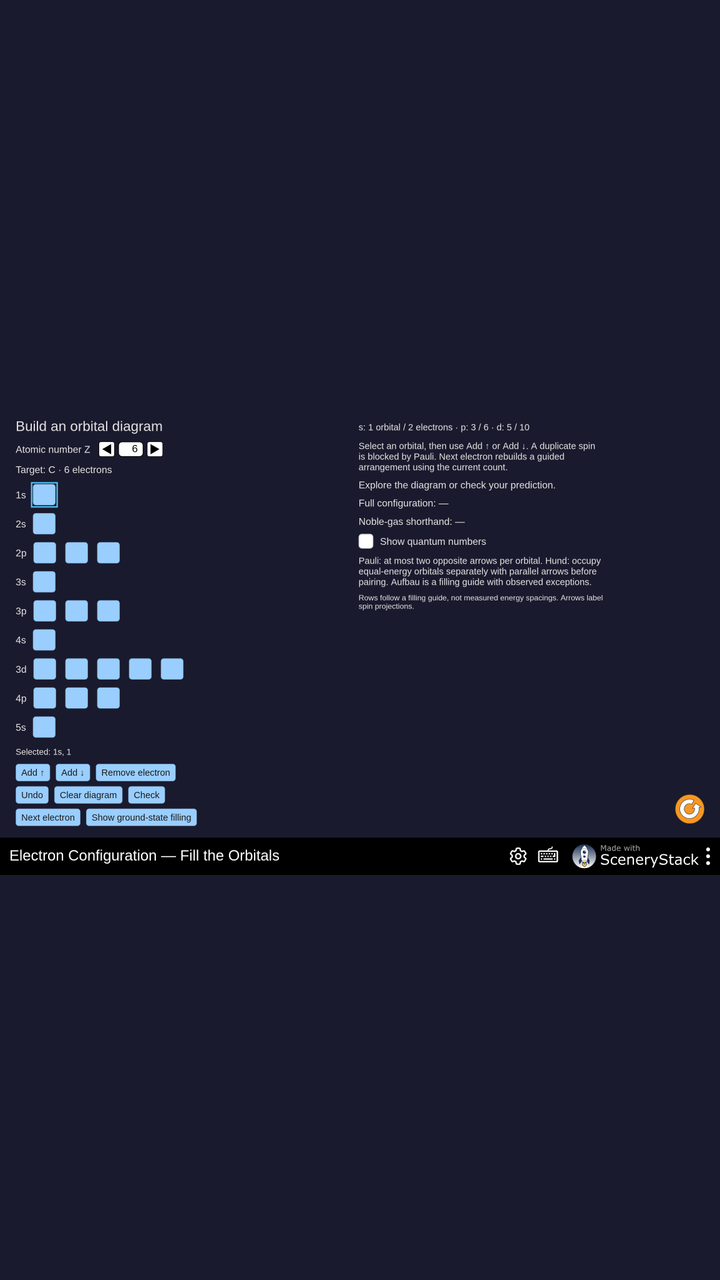 Build an orbital diagram
Atomic number Z
6
Target: C · 6 electrons
1s
2s
2p
3s
3p
4s
3d
4p
5s
Selected: 1s, 1
Add ↑
Add ↓
Remove electron
Undo
Clear diagram
Check
Next electron
Show ground-state filling
s: 1 orbital / 2 electrons · p: 3 / 6 · d: 5 / 10
Select an orbital, then use Add ↑ or Add ↓. A duplicate spin
is blocked by Pauli. Next electron rebuilds a guided
arrangement using the current count.
Explore the diagram or check your prediction.
Full configuration: —
Noble-gas shorthand: —
Show quantum numbers
Pauli: at most two opposite arrows per orbital. Hund: occupy
equal-energy orbitals separately with parallel arrows before
pairing. Aufbau is a filling guide with observed exceptions.
Rows follow a filling guide, not measured energy spacings. Arrows label
spin projections.
Electron Configuration — Fill the Orbitals
Made with
SceneryStack